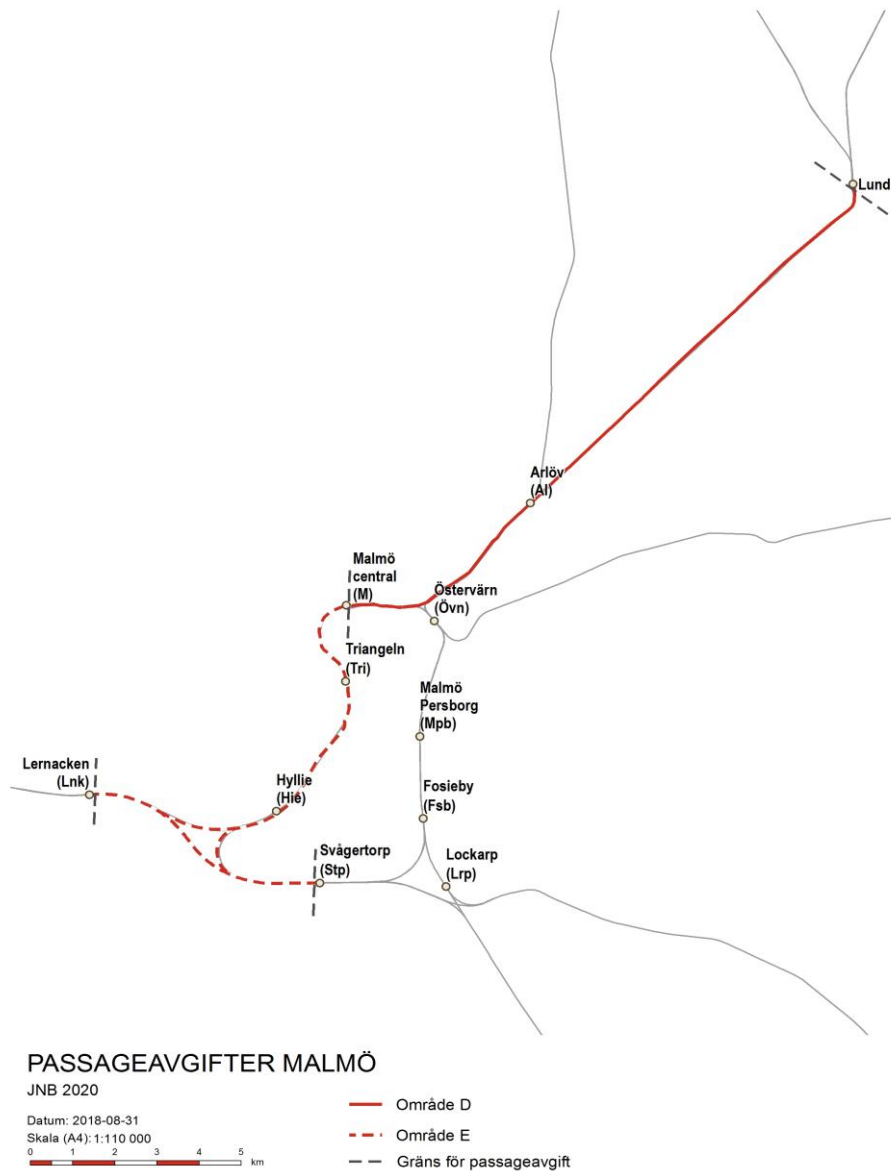 Lund
Arlöv
(Al)
Malmö
central
(M)
Östervärn
(Övn)
Triangeln
(Tri)
Malmö
Persborg
(Mpb)
Lernacken
(Lnk)
Hyllie
(Hie)
Fosieby
(Fsb)
Svågertorp
(Stp)
Lockarp
(Lrp)
PASSAGEAVGIFTER MALMÖ
JNB 2020
Datum: 2018-08-31
Skala (A4): 1:110 000
0 1 2 3 4 5
km
Område D
Område E
Gräns för passageavgift